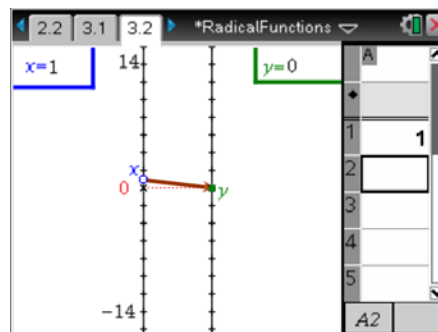 2.2 3.1 3.2 *RadicalFunctions
x=1
14
y=0
A
1 1
2
x
0
y
3
4
5
-14
A2